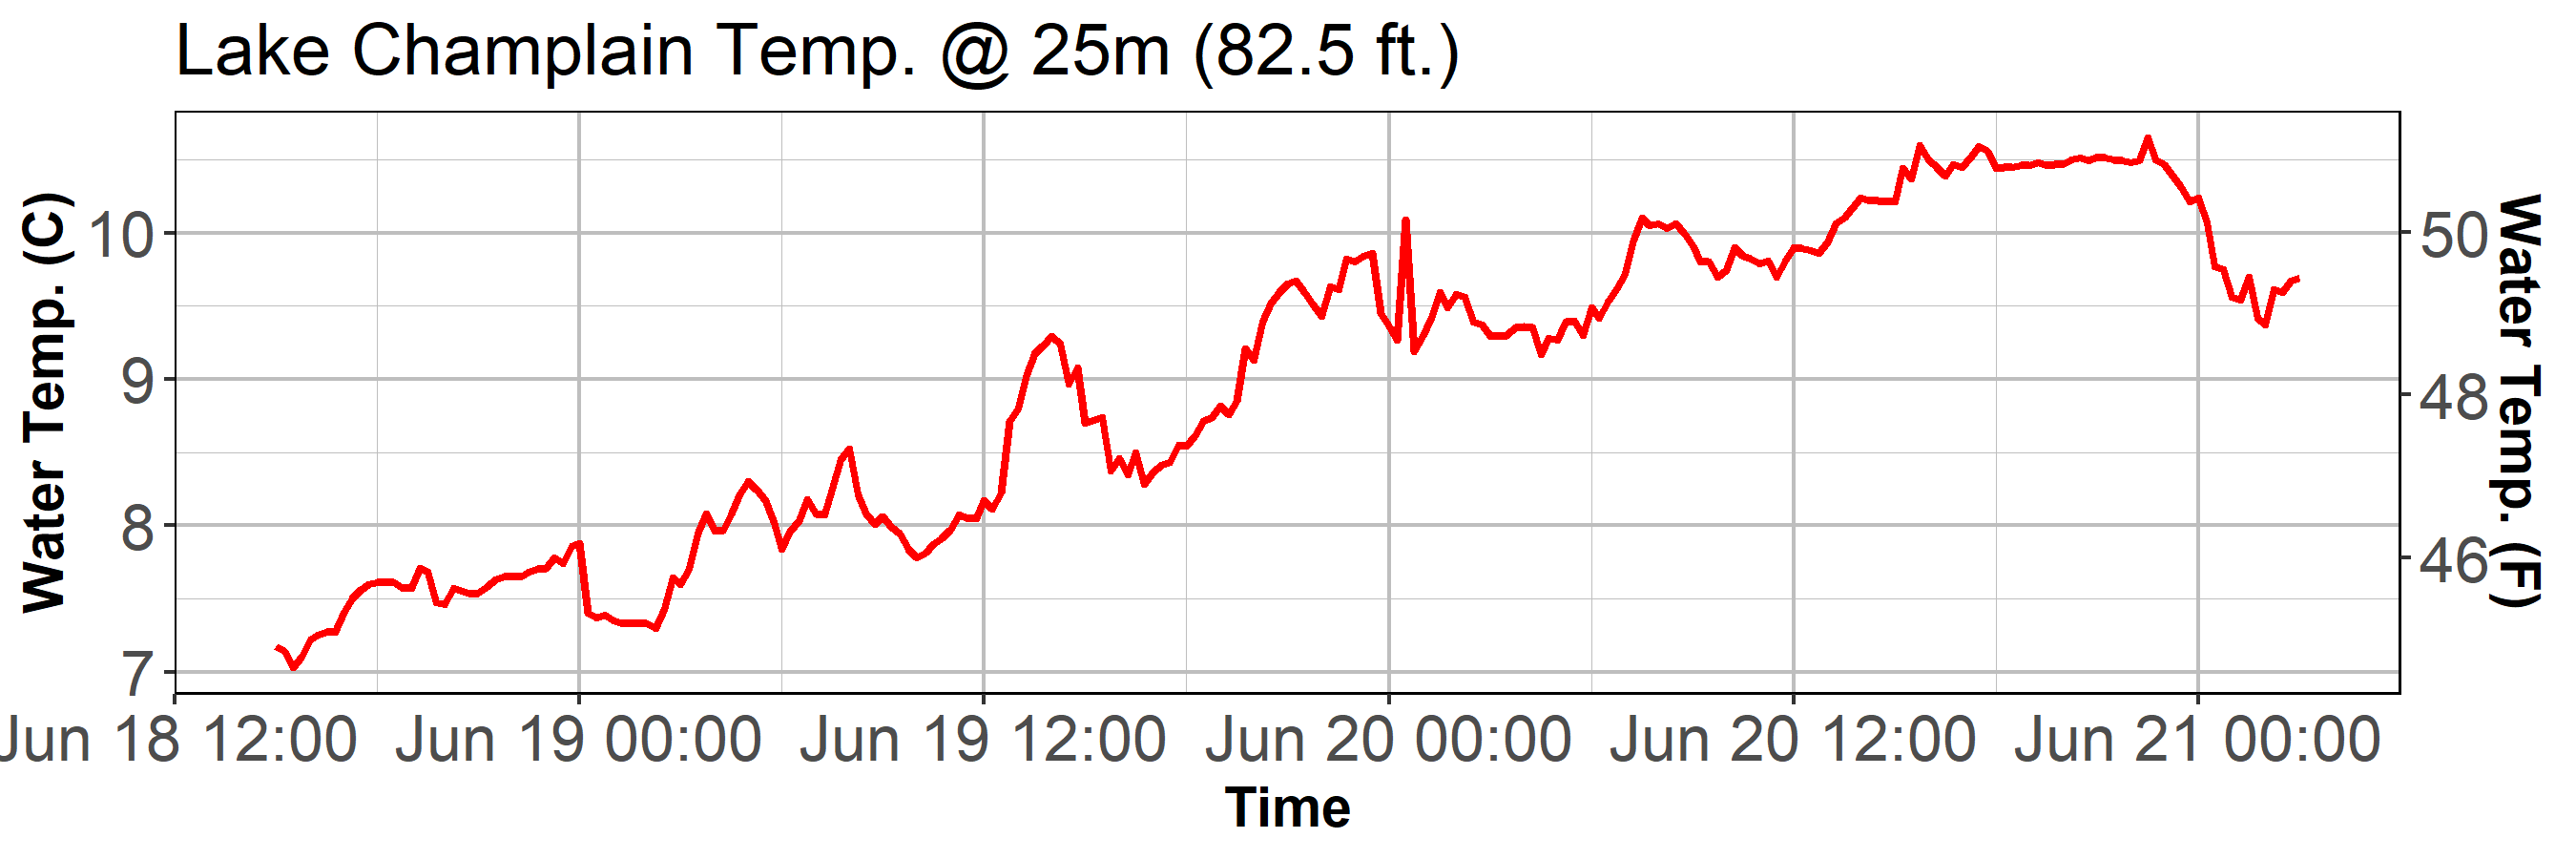 Lake Champlain Temp. @ 25m (82.5 ft.)
Water Temp. (C)
10
9
8
7
50
48
46
Water Temp. (F)
Jun 18 12:00 Jun 19 00:00 Jun 19 12:00 Jun 20 00:00 Jun 20 12:00 Jun 21 00:00
Time